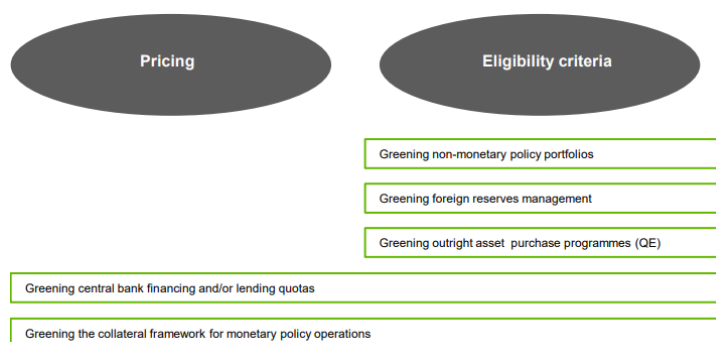 Pricing
Eligibility criteria
Greening non-monetary policy portfolios
Greening foreign reserves management
Greening outright asset purchase programmes (QE)
Greening central bank financing and/or lending quotas
Greening the collateral framework for monetary policy operations